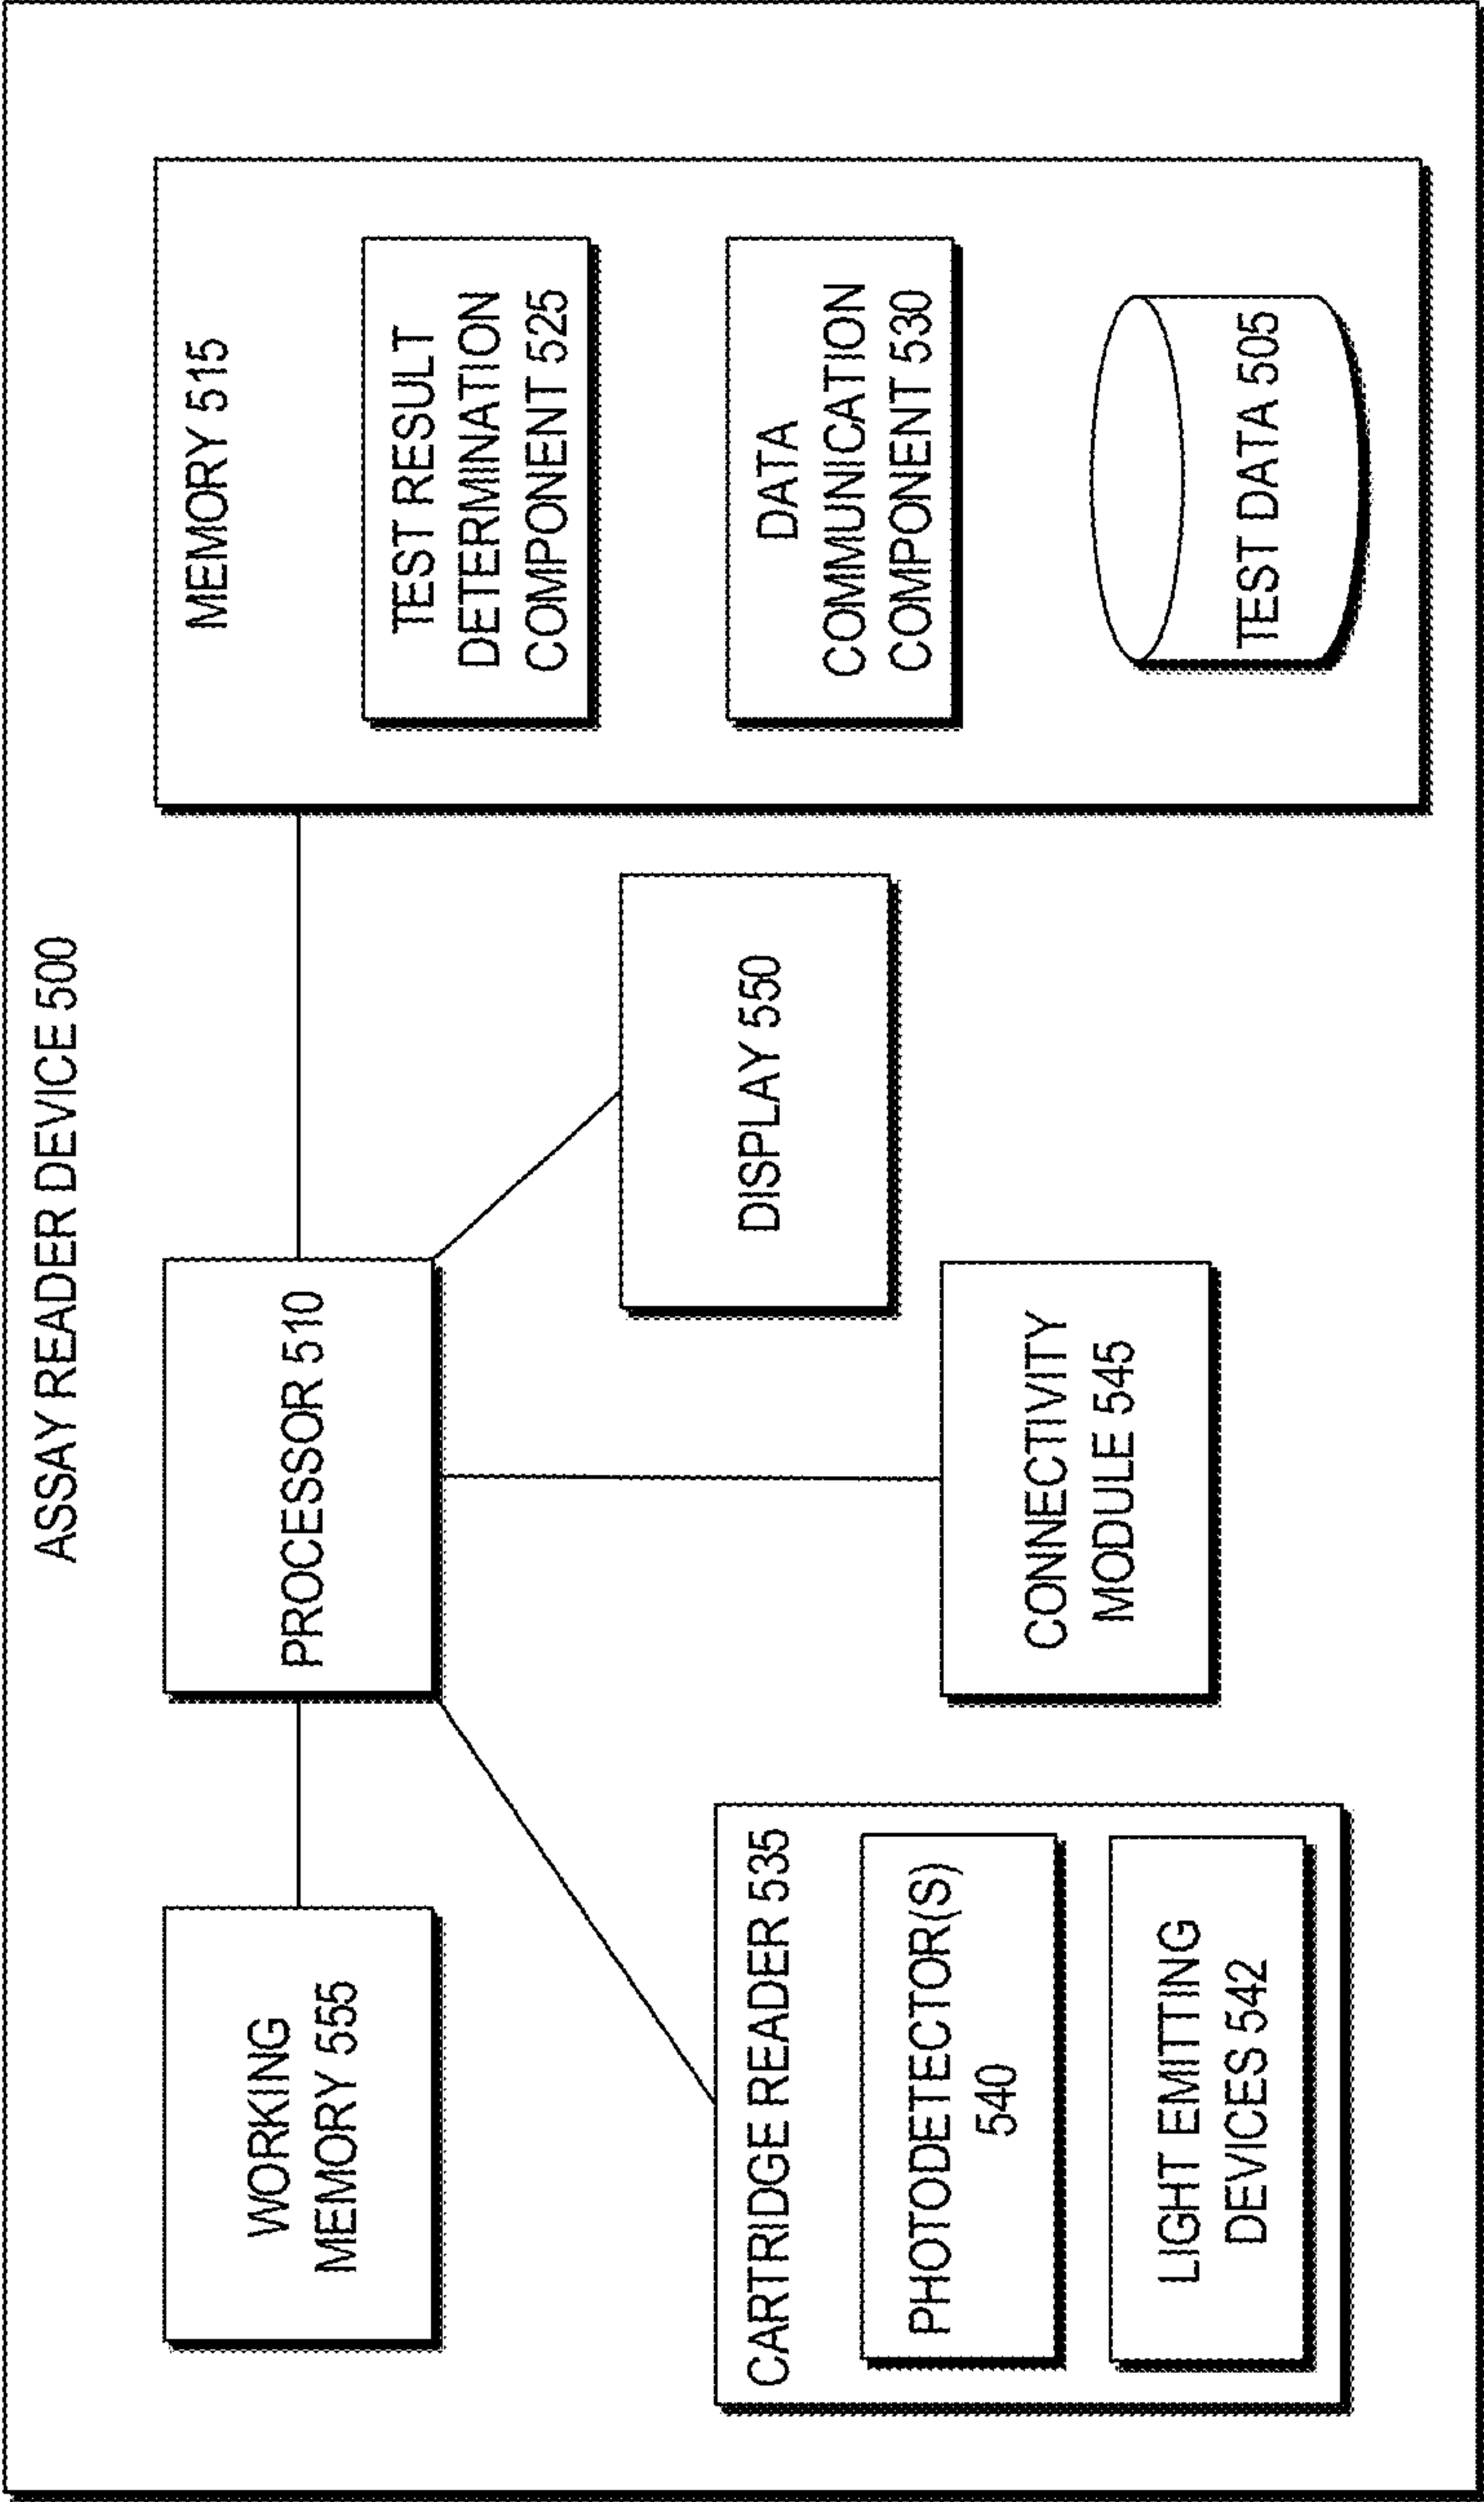 ASSAY READER DEVICE 500
WORKING
MEMORY 555
PROCESSOR 510
MEMORY 515
TEST RESULT
DETERMINATION
COMPONENT 525
DATA
COMMUNICATION
COMPONENT 530
TEST DATA 505
DISPLAY 550
CONNECTIVITY
MODULE 545
CARTRIDGE READER 535
PHOTODETECTOR(S)
540
LIGHT EMITTING
DEVICES 542